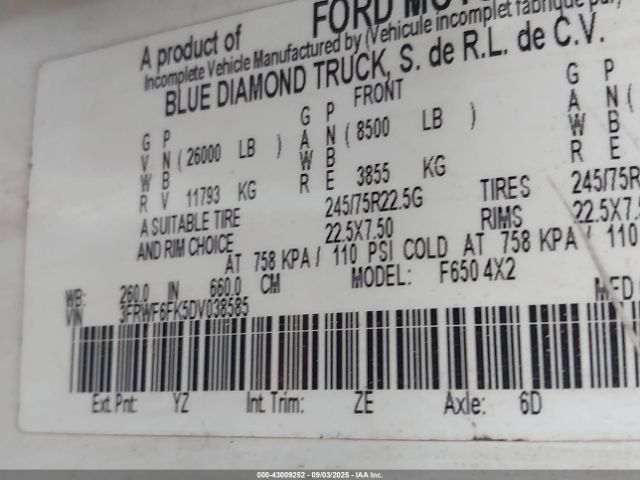 A product of FORD MO
Incomplete Vehicle Manufactured by (Vehicule incomplet fabrique par)
BLUE DIAMOND TRUCK, S. de R.L. de C.V.
FRONT
G P G P G P
V N ( 26000 LB ) A N ( 8500 LB ) A N (
W B W B W B
R V 11793 KG R E 3855 KG R E
A SUITABLE TIRE 245/75R22.5G TIRES 245/75R
AND RIM CHOICE 22.5X7.50 RIMS 22.5X7.
AT 758 KPA / 110 PSI COLD AT 758 KPA / 110
WB: 260.0 IN 660.0 CM MODEL: F650 4X2
VIN 3FRWF6FK5DV038585 MFD
Ext. Pnt: YZ Int. Trim: ZE Axle: 6D
000-43009252 - (09/03/2025) - IAA Inc.